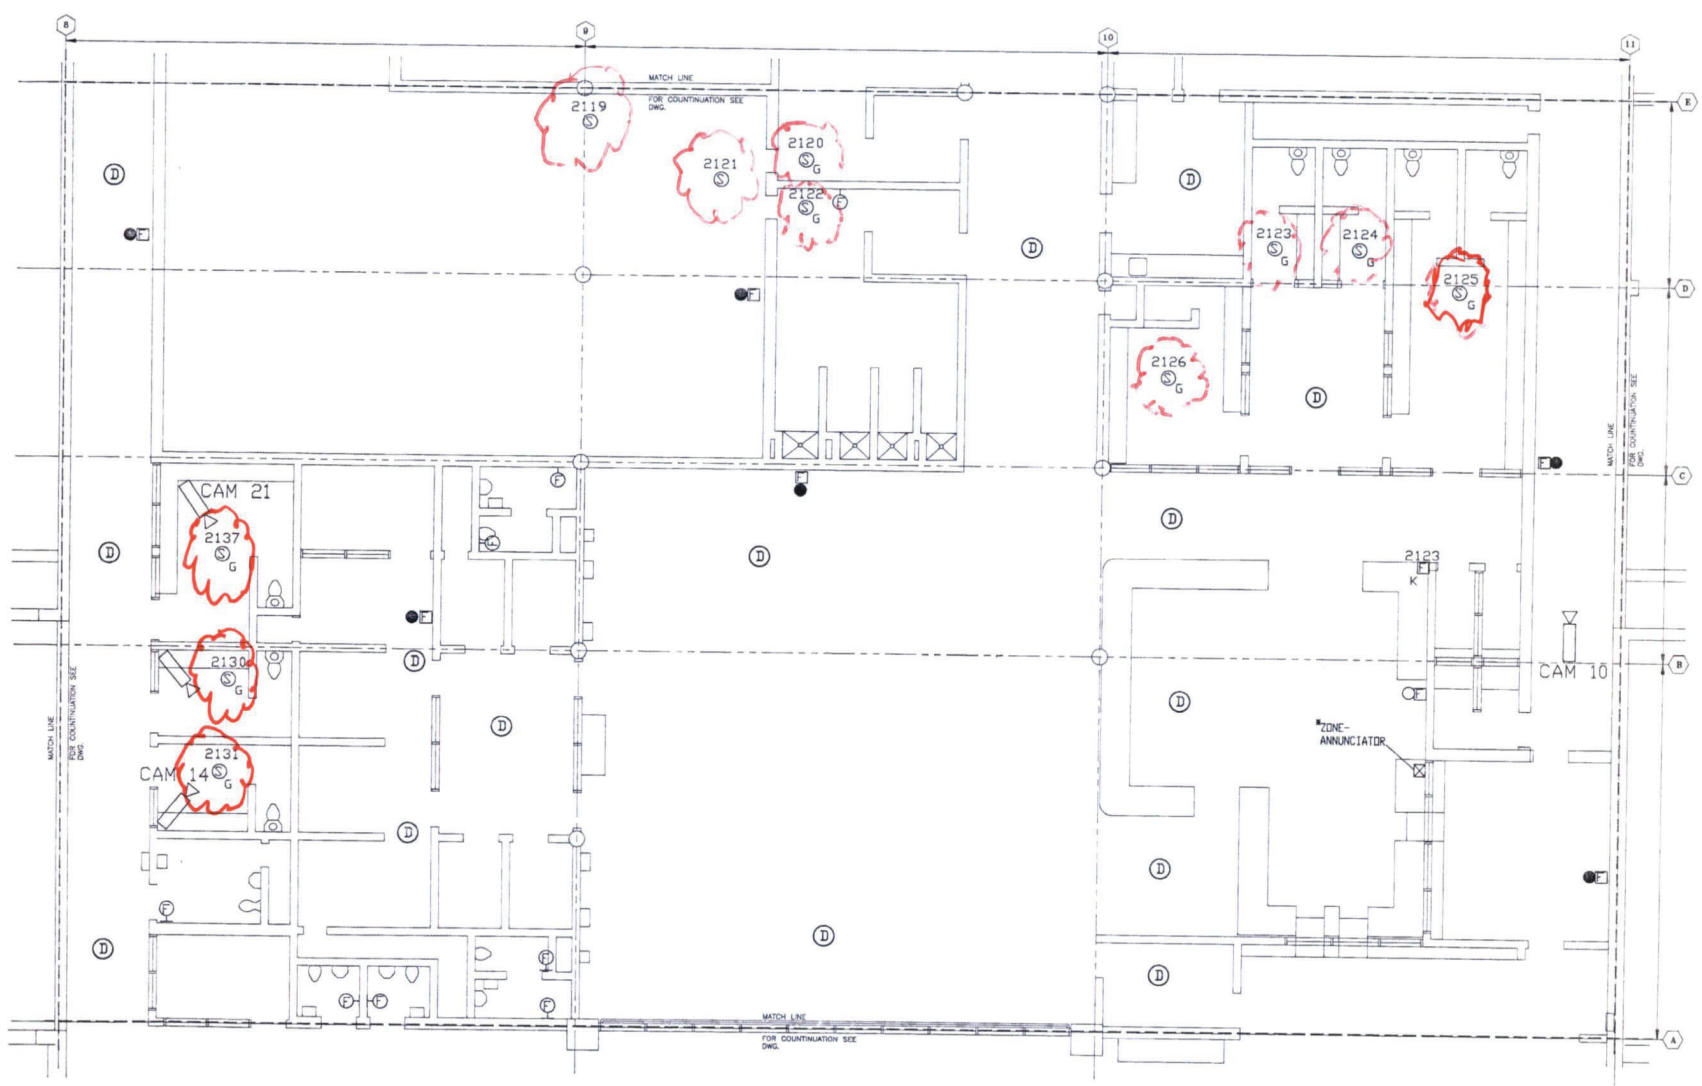 8
9
10
11
MATCH LINE
FOR COUNTINUATION SEE
DWG.
E
2119
S
2121
S
2120
S
G
2122
S
G
F
D
D
D
F
2123
S
G
2124
S
G
2125
S
G
D
F
2126
S
G
D
MATCH LINE
FOR COUNTINUATION SEE
DWG.
C
F
F
F
CAM 21
2137
S
G
D
F
D
D
2123
F
K
F
D
2130
S
G
CAM 10
B
F
D
D
MATCH LINE
FOR COUNTINUATION SEE
DWG.
ZONE-
ANNUNCIATOR
2131
CAM 14
S
G
D
D
F
F
D
D
D
F
F
F
F
MATCH LINE
FOR COUNTINUATION SEE
DWG.
A